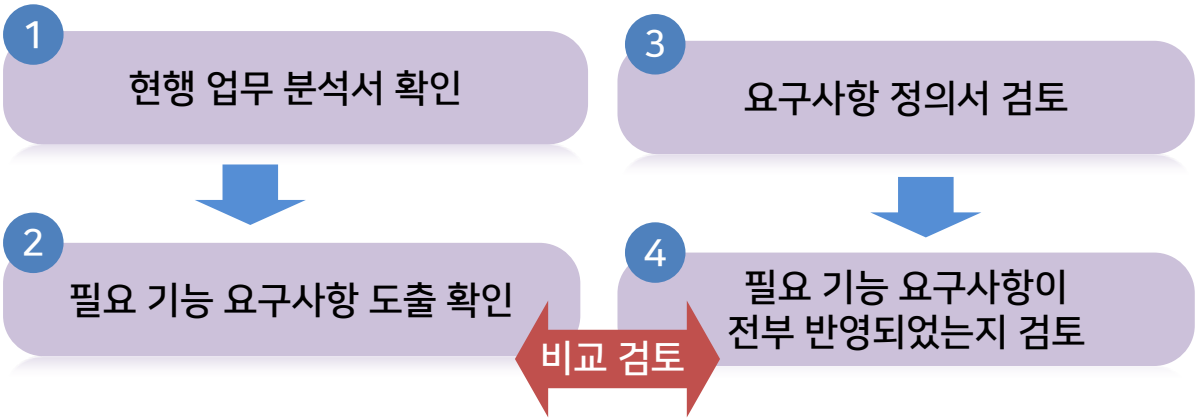 1
현행 업무 분석서 확인
2
필요 기능 요구사항 도출 확인
3
요구사항 정의서 검토
4
필요 기능 요구사항이
전부 반영되었는지 검토
비교 검토